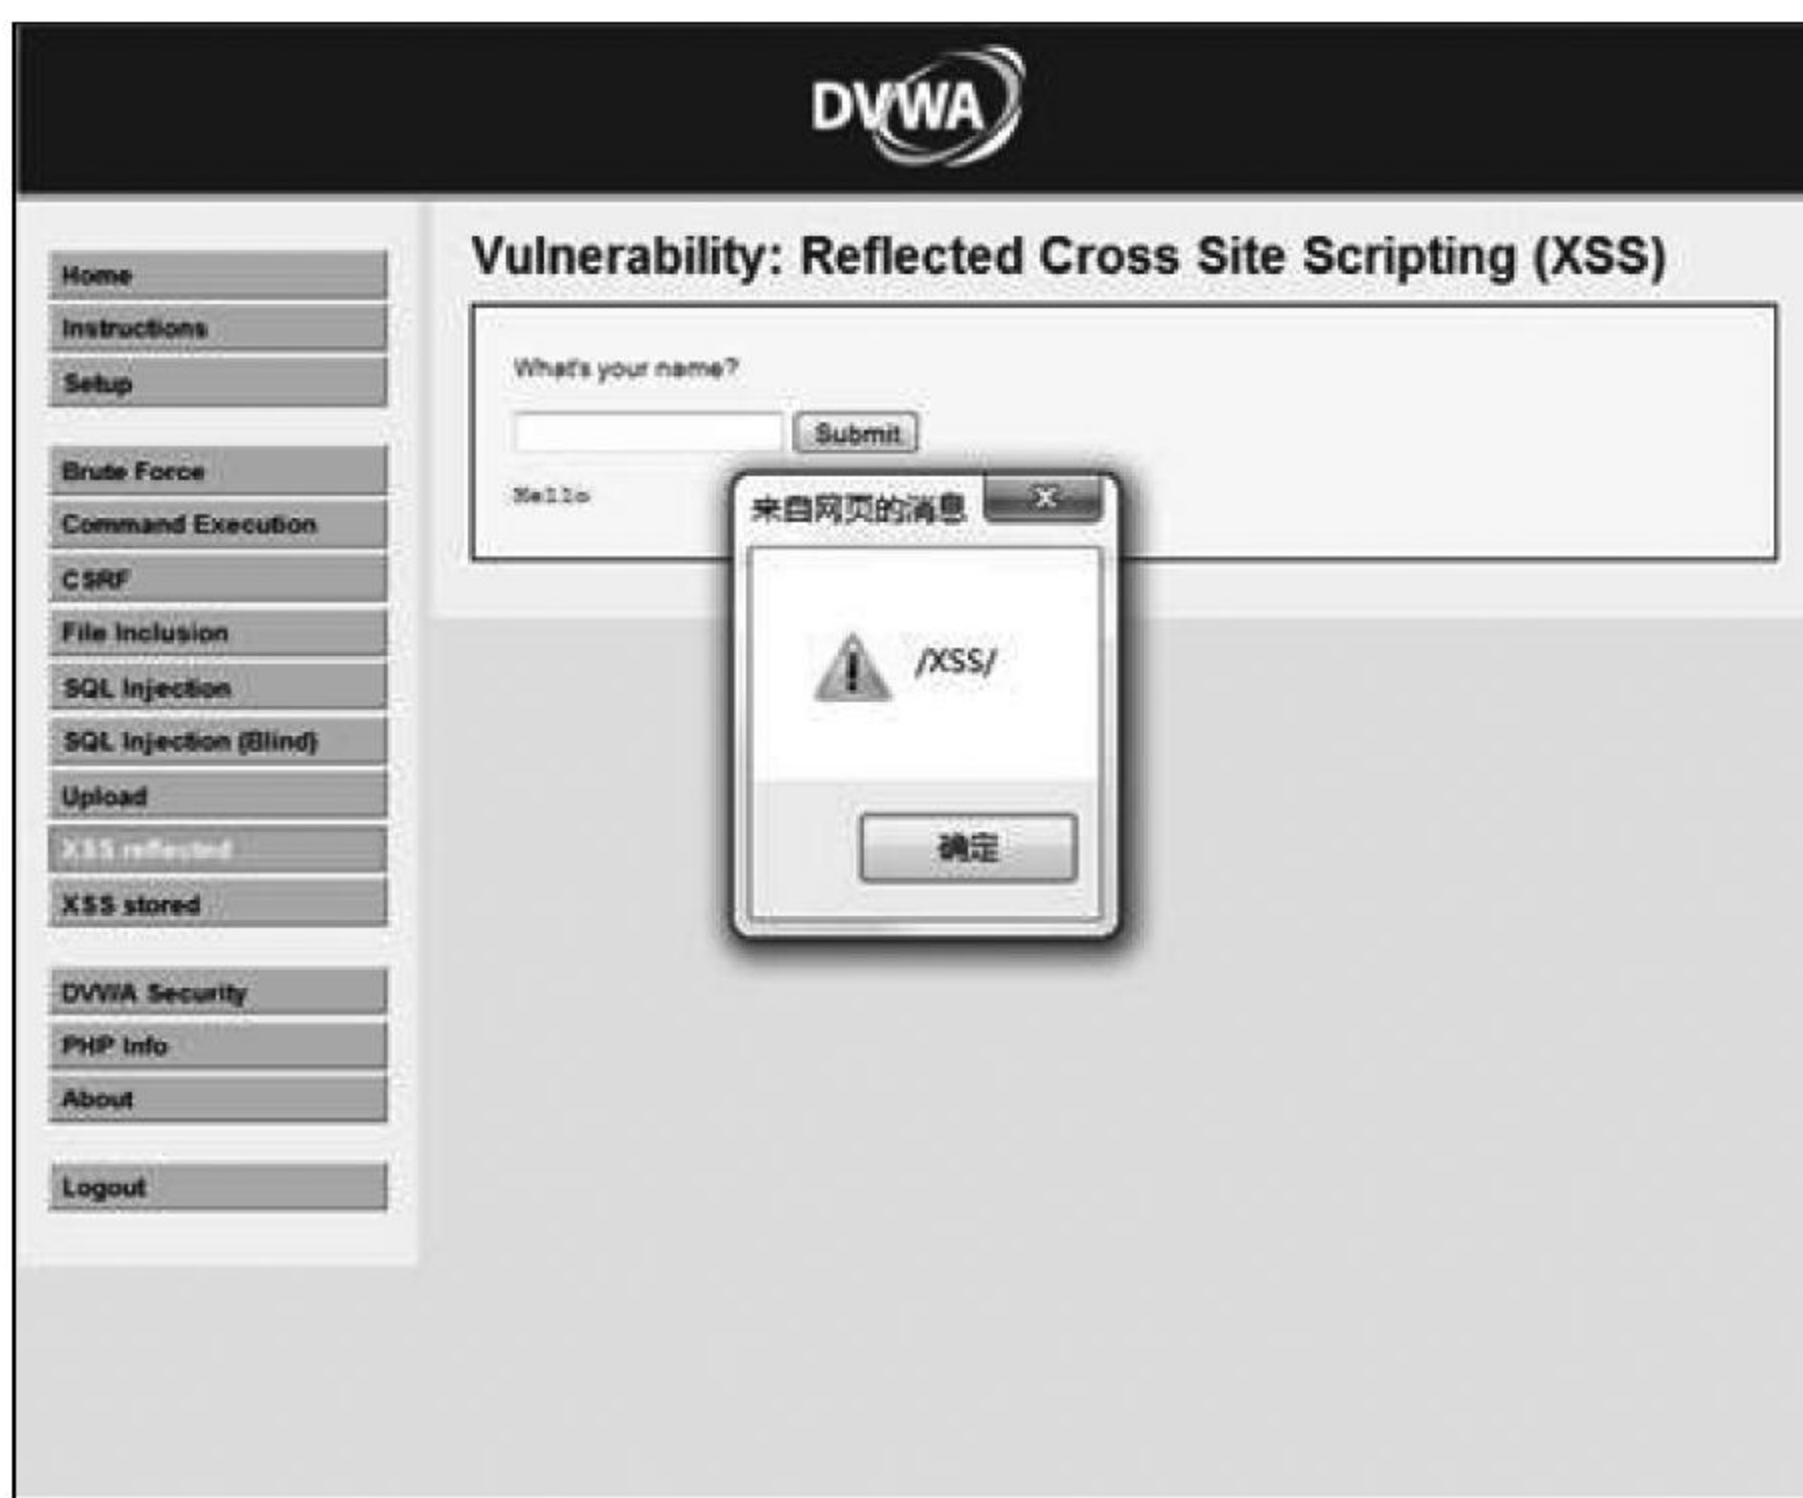 DVWA
Home
Instructions
Setup
Brute Force
Command Execution
CSRF
File Inclusion
SQL Injection
SQL Injection (Blind)
Upload
XSS reflected
XSS stored
DVWA Security
PHP Info
About
Logout
Vulnerability: Reflected Cross Site Scripting (XSS)
What's your name?
Submit
Hello
来自网页的消息
/XSS/
确定